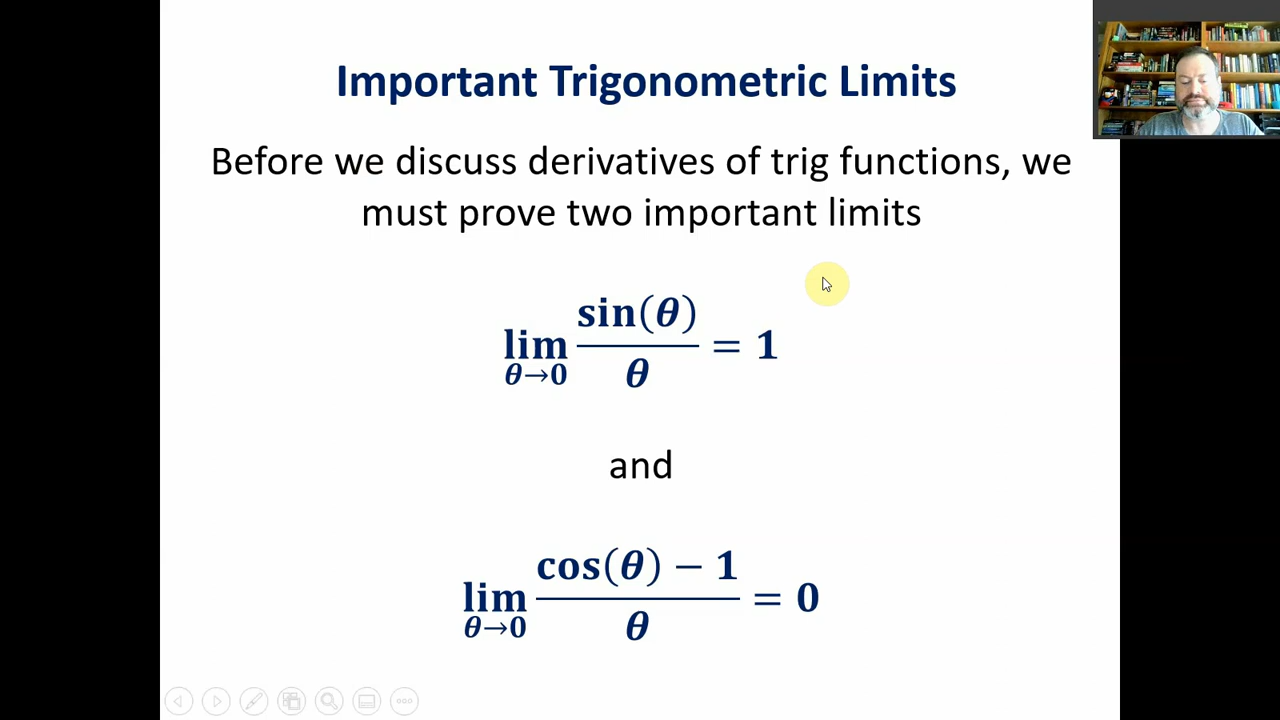 Important Trigonometric Limits
Before we discuss derivatives of trig functions, we
must prove two important limits
lim θ→0 sin(θ)/θ = 1
and
lim θ→0 (cos(θ) − 1)/θ = 0